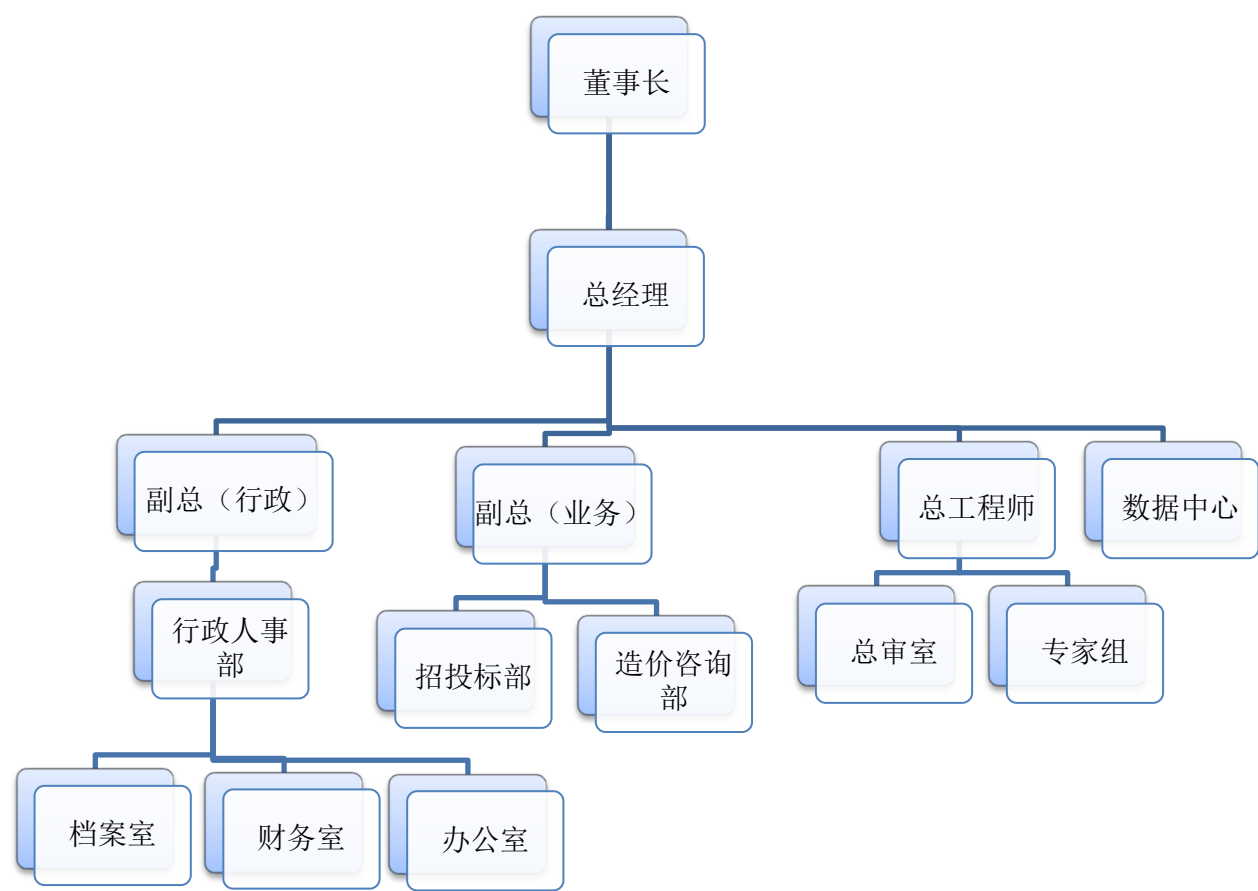 董事长
总经理
副总（行政）
副总（业务）
总工程师
数据中心
行政人事
部
招投标部
造价咨询
部
总审室
专家组
档案室
财务室
办公室